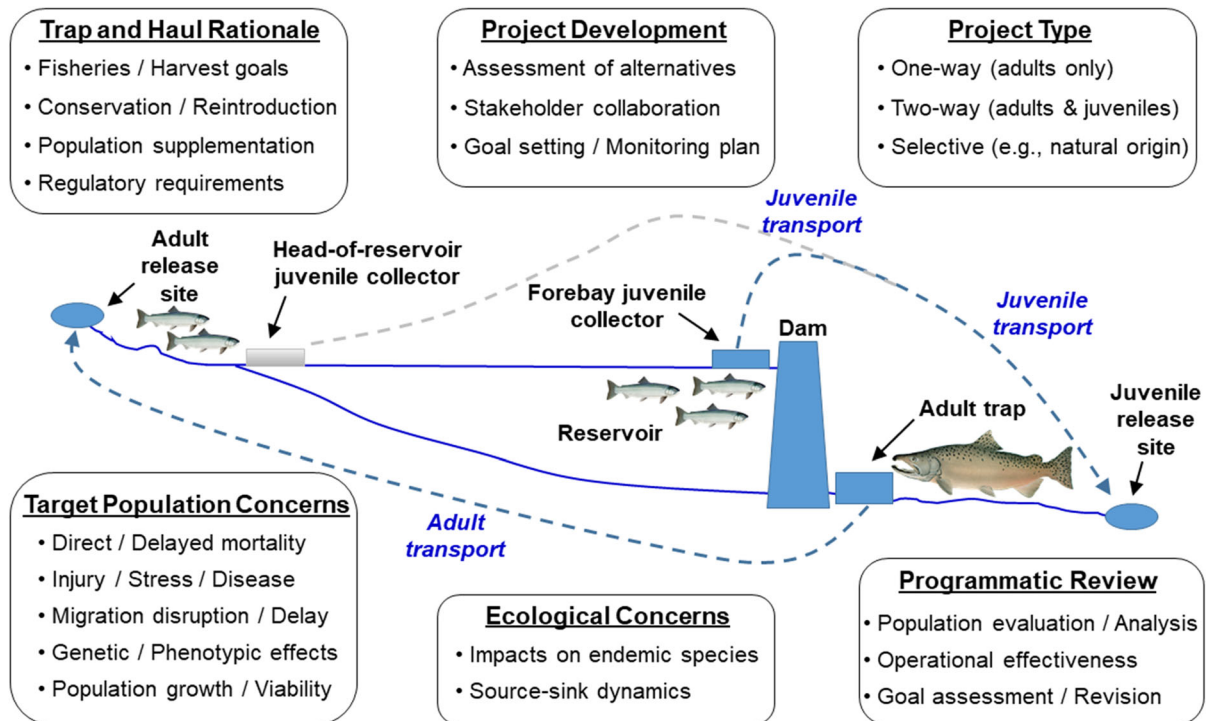 Trap and Haul Rationale
• Fisheries / Harvest goals
• Conservation / Reintroduction
• Population supplementation
• Regulatory requirements
Project Development
• Assessment of alternatives
• Stakeholder collaboration
• Goal setting / Monitoring plan
Project Type
• One-way (adults only)
• Two-way (adults & juveniles)
• Selective (e.g., natural origin)
Juvenile
transport
Adult
release
site
Head-of-reservoir
juvenile collector
Forebay juvenile
collector
Dam
Juvenile
transport
Reservoir
Adult trap
Juvenile
release
site
Adult
transport
Target Population Concerns
• Direct / Delayed mortality
• Injury / Stress / Disease
• Migration disruption / Delay
• Genetic / Phenotypic effects
• Population growth / Viability
Ecological Concerns
• Impacts on endemic species
• Source-sink dynamics
Programmatic Review
• Population evaluation / Analysis
• Operational effectiveness
• Goal assessment / Revision